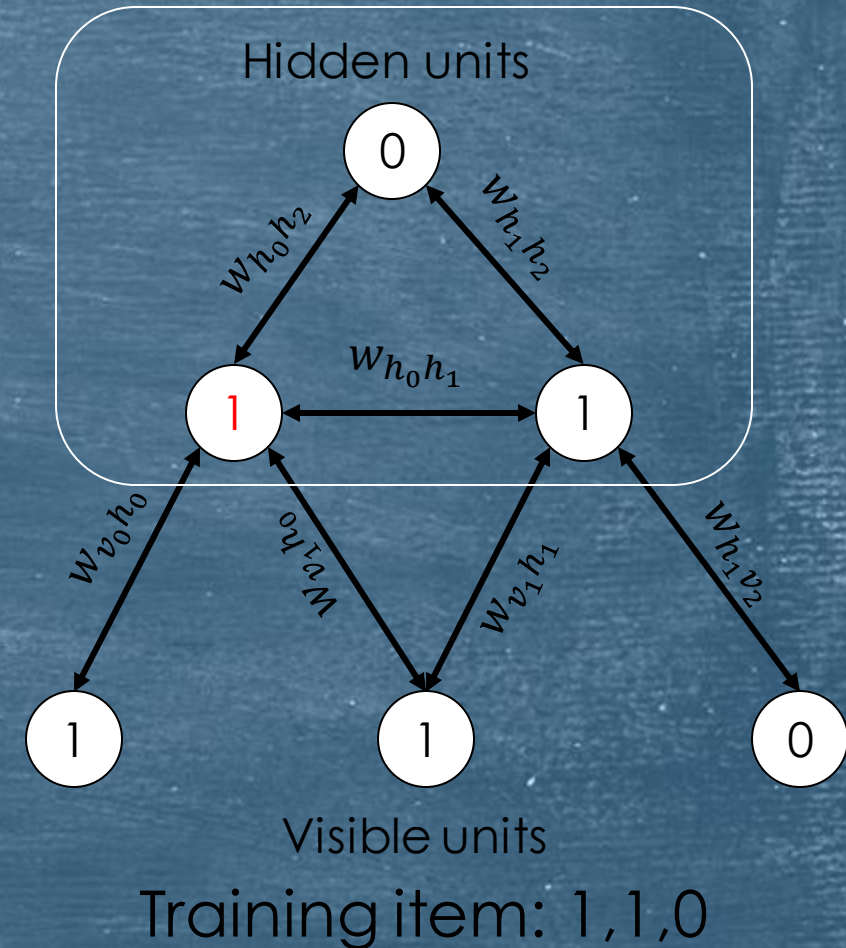 Hidden units
0
w_{h_0h_2}
w_{h_1h_2}
w_{h_0h_1}
1
1
w_{v_0h_0}
w_{v_1h_0}
w_{v_1h_1}
w_{h_1v_2}
1
1
0
Visible units
Training item: 1,1,0